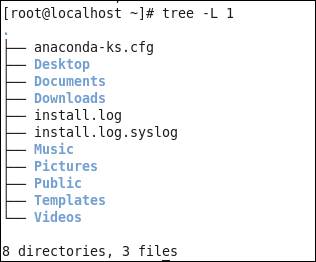 [root@localhost ~]# tree -L 1
.
├── anaconda-ks.cfg
├── Desktop
├── Documents
├── Downloads
├── install.log
├── install.log.syslog
├── Music
├── Pictures
├── Public
├── Templates
└── Videos
8 directories, 3 files